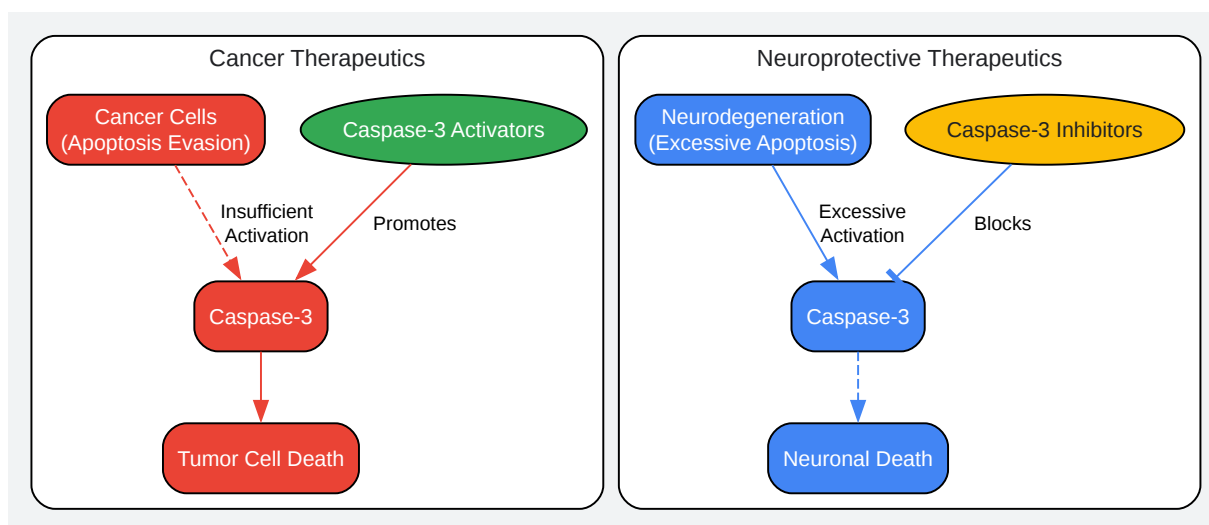 Cancer Therapeutics
Cancer Cells
(Apoptosis Evasion)
Caspase-3 Activators
Insufficient
Activation
Promotes
Caspase-3
Tumor Cell Death
Neuroprotective Therapeutics
Neurodegeneration
(Excessive Apoptosis)
Caspase-3 Inhibitors
Excessive
Activation
Blocks
Caspase-3
Neuronal Death